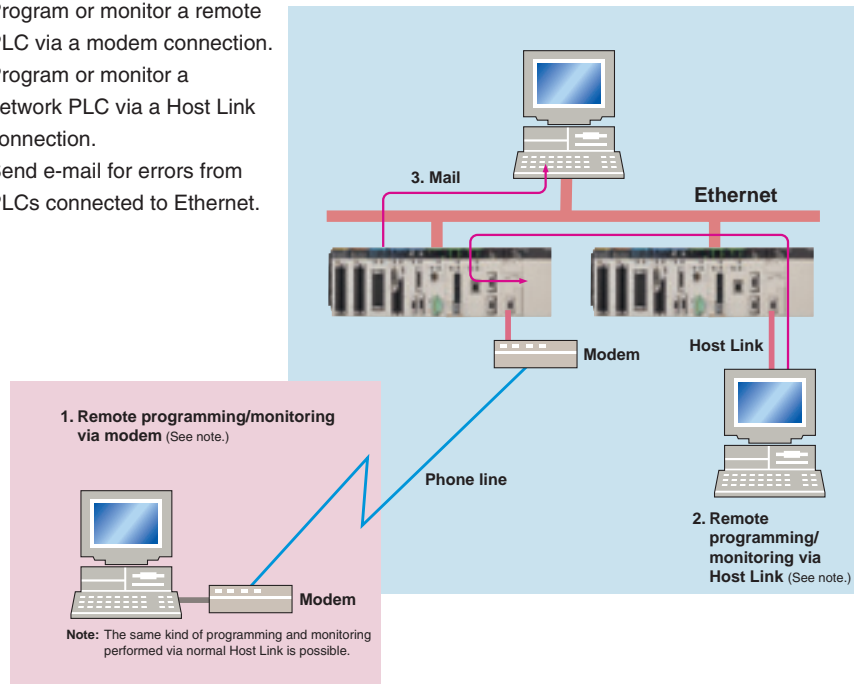 Program or monitor a remote
PLC via a modem connection.
Program or monitor a
network PLC via a Host Link
connection.
Send e-mail for errors from
PLCs connected to Ethernet.
3. Mail
Ethernet
Modem
Host Link
1. Remote programming/monitoring
via modem (See note.)
Phone line
2. Remote
programming/
monitoring via
Host Link (See note.)
Modem
Note: The same kind of programming and monitoring
performed via normal Host Link is possible.